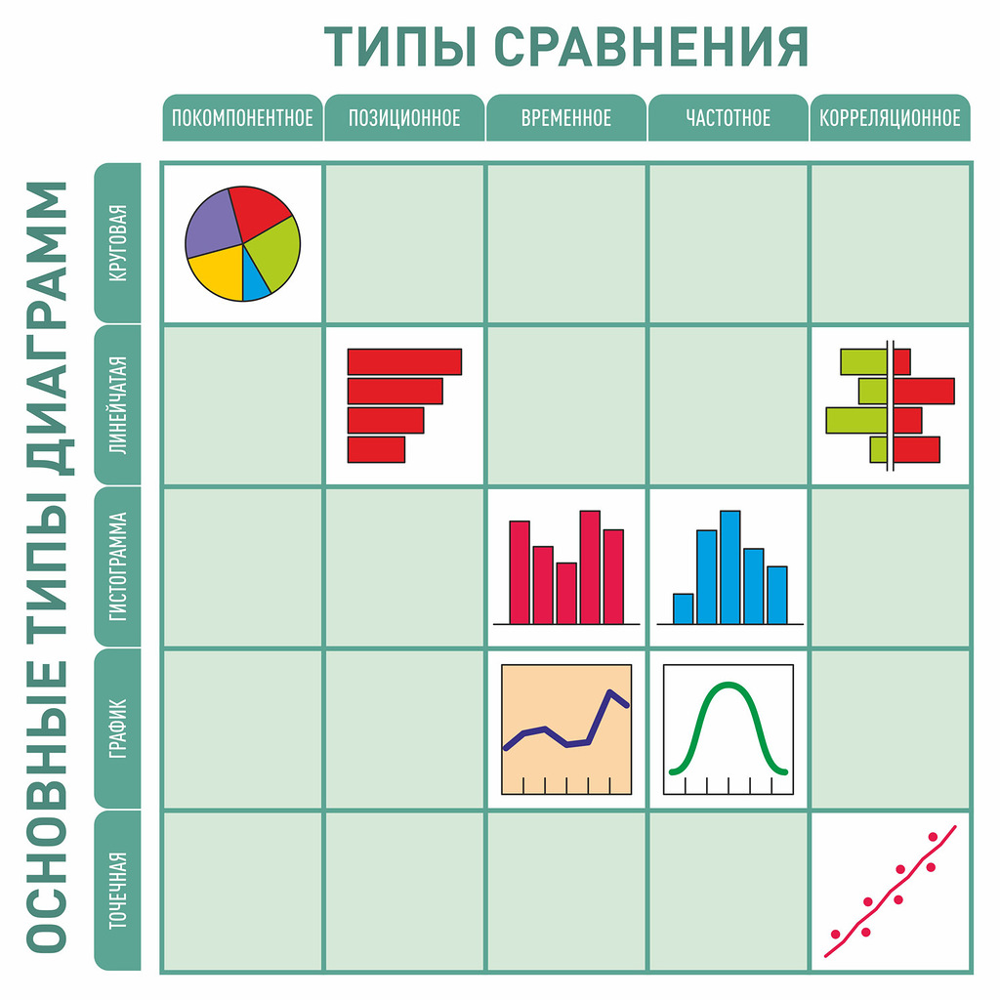 ТИПЫ СРАВНЕНИЯ
ПОКОМПОНЕНТНОЕ
ПОЗИЦИОННОЕ
ВРЕМЕННОЕ
ЧАСТОТНОЕ
КОРРЕЛЯЦИОННОЕ
ОСНОВНЫЕ ТИПЫ ДИАГРАММ
КРУГОВАЯ
ЛИНЕЙЧАТАЯ
ГИСТОГРАММА
ГРАФИК
ТОЧЕЧНАЯ